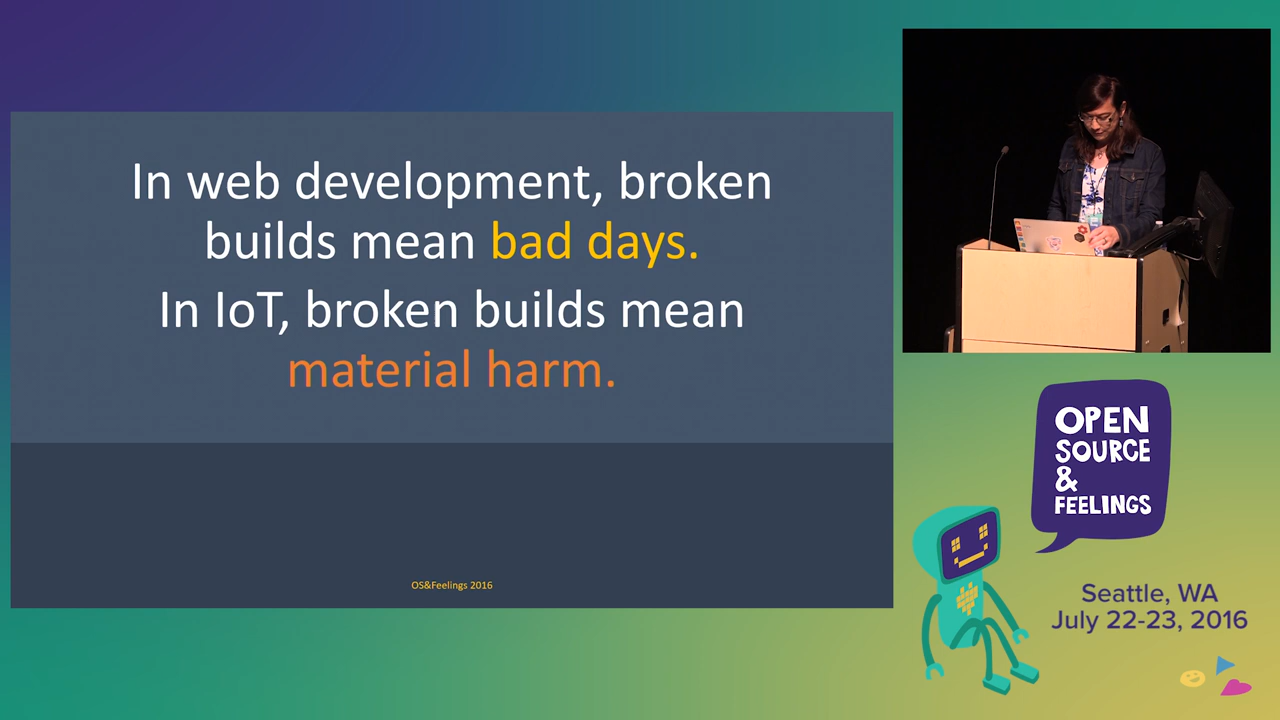 In web development, broken
builds mean bad days.
In IoT, broken builds mean
material harm.
OS&Feelings 2016
OPEN
SOURCE
&
FEELINGS
Seattle, WA
July 22-23, 2016